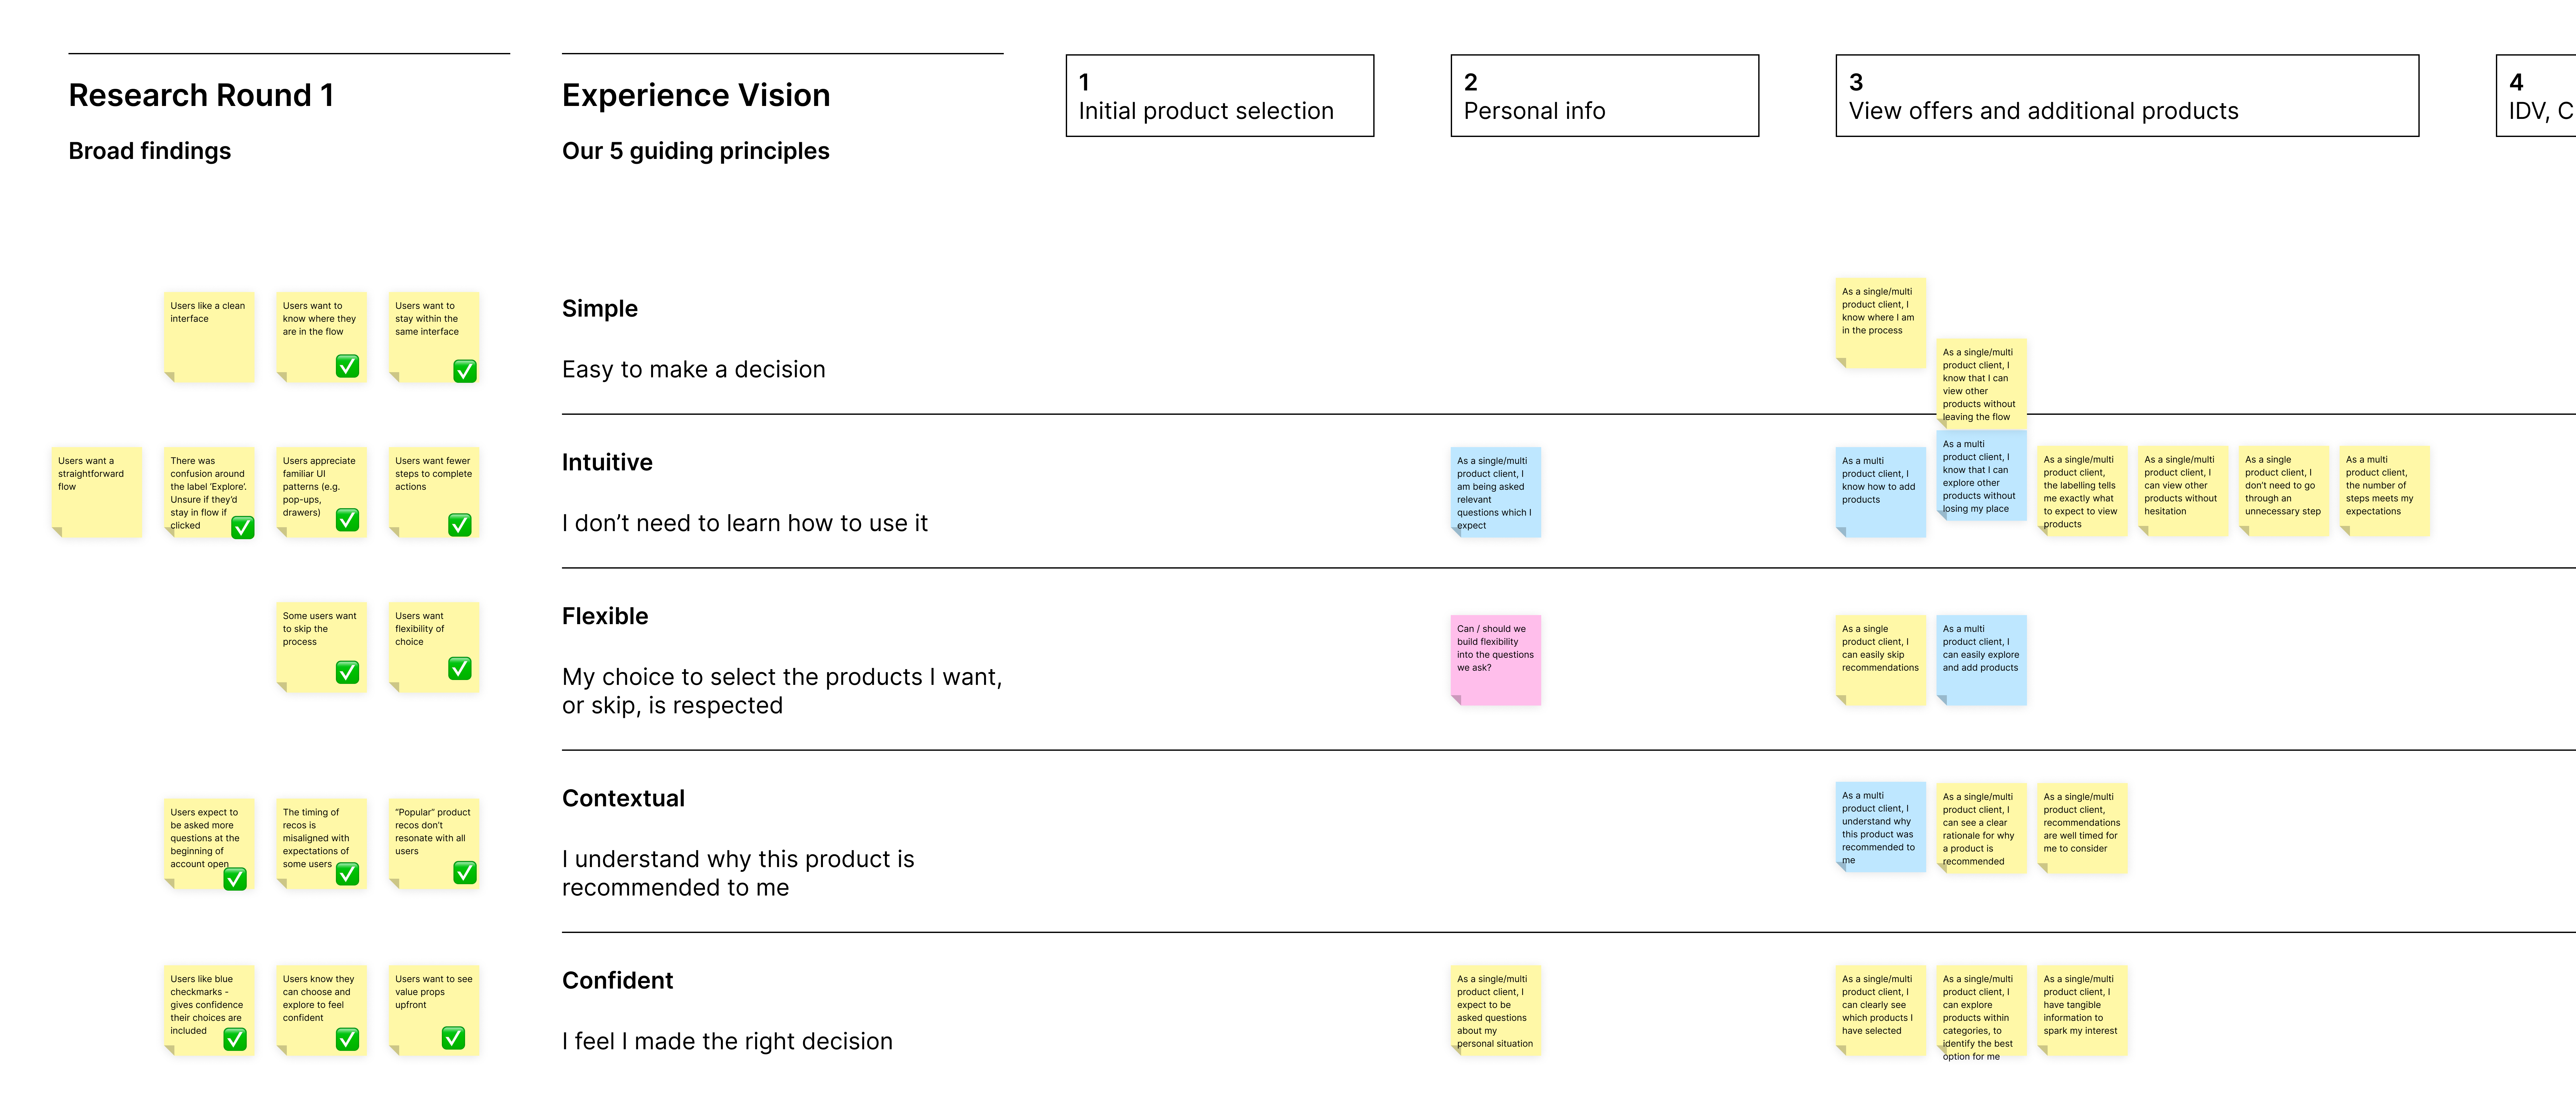 Research Round 1
Broad findings
Experience Vision
Our 5 guiding principles
1
Initial product selection
2
Personal info
3
View offers and additional products
4
IDV, C
Users like a clean
interface
Users want to
know where they
are in the flow
Users want to
stay within the
same interface
Simple
Easy to make a decision
As a single/multi
product client, I
know where I am
in the process
As a single/multi
product client, I
know that I can
view other
products without
leaving the flow
Users want a
straightforward
flow
There was
confusion around
the label ‘Explore’.
Unsure if they’d
stay in flow if
clicked
Users appreciate
familiar UI
patterns (e.g.
pop-ups,
drawers)
Users want fewer
steps to complete
actions
Intuitive
I don’t need to learn how to use it
As a single/multi
product client, I
am being asked
relevant
questions which I
expect
As a multi
product client, I
know how to add
products
As a multi
product client, I
know that I can
explore other
products without
losing my place
As a single/multi
product client,
the labelling tells
me exactly what
to expect to view
products
As a single/multi
product client, I
can view other
products without
hesitation
As a single
product client, I
don’t need to go
through an
unnecessary step
As a multi
product client,
the number of
steps meets my
expectations
Some users want
to skip the
process
Users want
flexibility of
choice
Flexible
My choice to select the products I want,
or skip, is respected
Can / should we
build flexibility
into the questions
we ask?
As a single
product client, I
can easily skip
recommendations
As a multi
product client, I
can easily explore
and add products
Users expect to
be asked more
questions at the
beginning of
account open
The timing of
recos is
misaligned with
expectations of
some users
“Popular” product
recos don’t
resonate with all
users
Contextual
I understand why this product is
recommended to me
As a multi
product client, I
understand why
this product was
recommended to
me
As a single/multi
product client, I
can see a clear
rationale for why
a product is
recommended
As a single/multi
product client,
recommendations
are well timed for
me to consider
Users like blue
checkmarks -
gives confidence
their choices are
included
Users know they
can choose and
explore to feel
confident
Users want to see
value props
upfront
Confident
I feel I made the right decision
As a single/multi
product client, I
expect to be
asked questions
about my
personal situation
As a single/multi
product client, I
can clearly see
which products I
have selected
As a single/multi
product client, I
can explore
products within
categories, to
identify the best
option for me
As a single/multi
product client, I
have tangible
information to
spark my interest